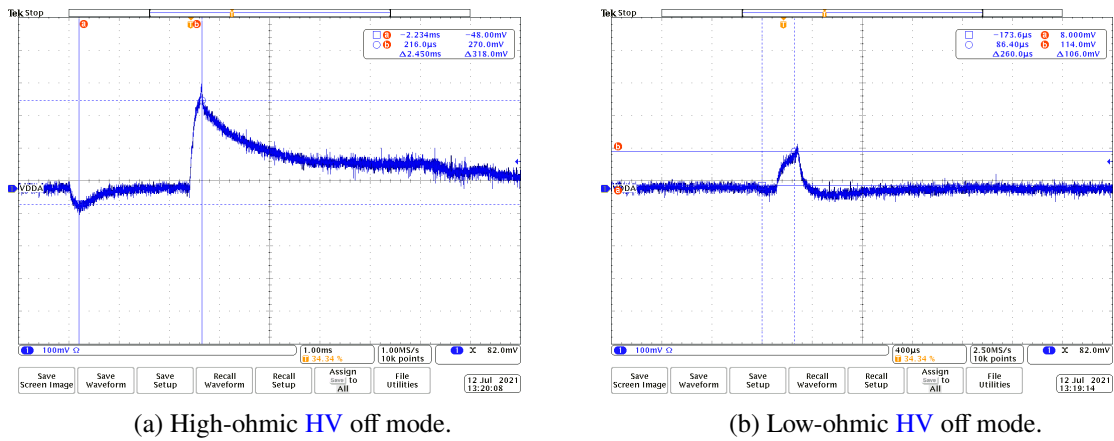 Tek Stop
a
T b
a −2.234ms −48.00mV
b 216.0µs 270.0mV
Δ2.450ms Δ318.0mV
1 VDDA
1 100mV Ω
1.00ms
T 34.34 %
1.00MS/s
10k points
1 82.0mV
Save
Screen Image
Save
Waveform
Save
Setup
Recall
Waveform
Recall
Setup
Assign
Save to
All
File
Utilities
12 Jul 2021
13:20:08
(a) High-ohmic HV off mode.
Tek Stop
T
−173.6µs a 8.000mV
86.40µs b 114.0mV
Δ260.0µs Δ106.0mV
b
1
a
1 100mV Ω
400µs
T 34.34 %
2.50MS/s
10k points
1 82.0mV
Save
Screen Image
Save
Waveform
Save
Setup
Recall
Waveform
Recall
Setup
Assign
Save to
All
File
Utilities
12 Jul 2021
13:19:14
(b) Low-ohmic HV off mode.